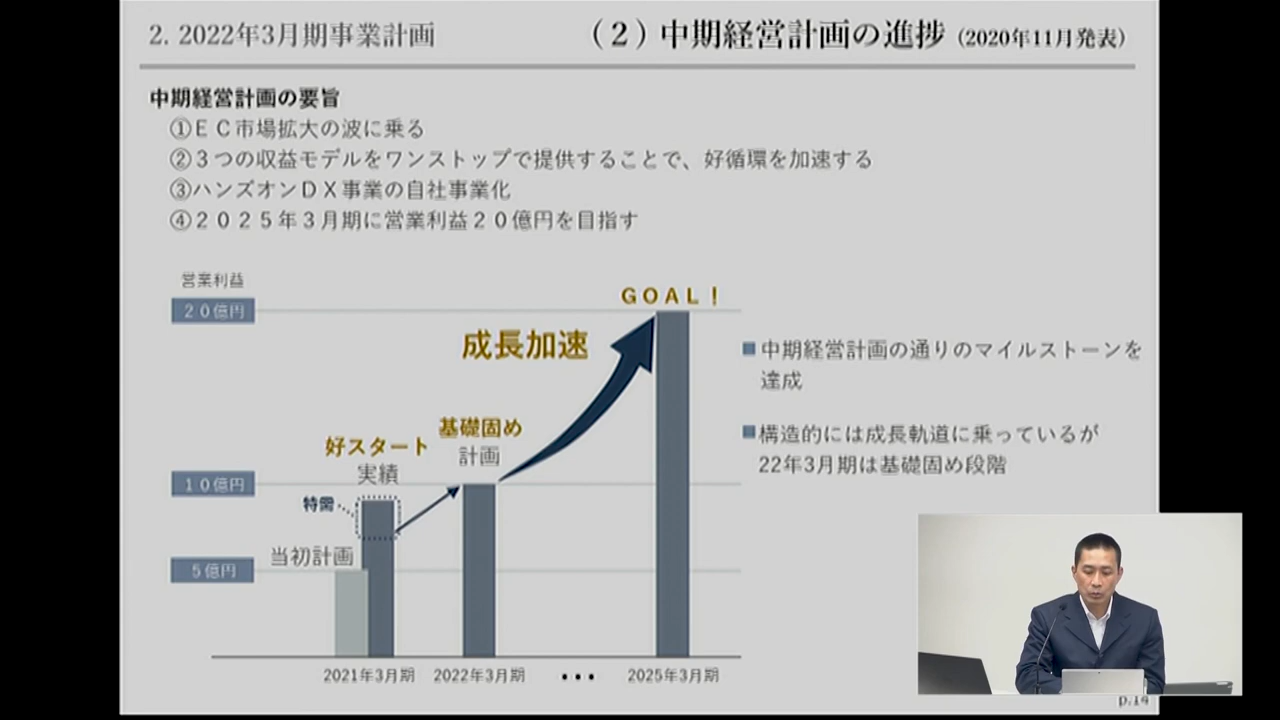 2. 2022年3月期事業計画
（２）中期経営計画の進捗（2020年11月発表）
中期経営計画の要旨
①ＥＣ市場拡大の波に乗る
②３つの収益モデルをワンストップで提供することで、好循環を加速する
③ハンズオンＤＸ事業の自社事業化
④２０２５年３月期に営業利益２０億円を目指す
営業利益
２０億円
ＧＯＡＬ！
成長加速
■中期経営計画の通りのマイルストーンを
達成
基礎固め
計画
好スタート
実績
■構造的には成長軌道に乗っているが
22年3月期は基礎固め段階
１０億円
特需
当初計画
５億円
2021年3月期
2022年3月期
•••
2025年3月期
p.14